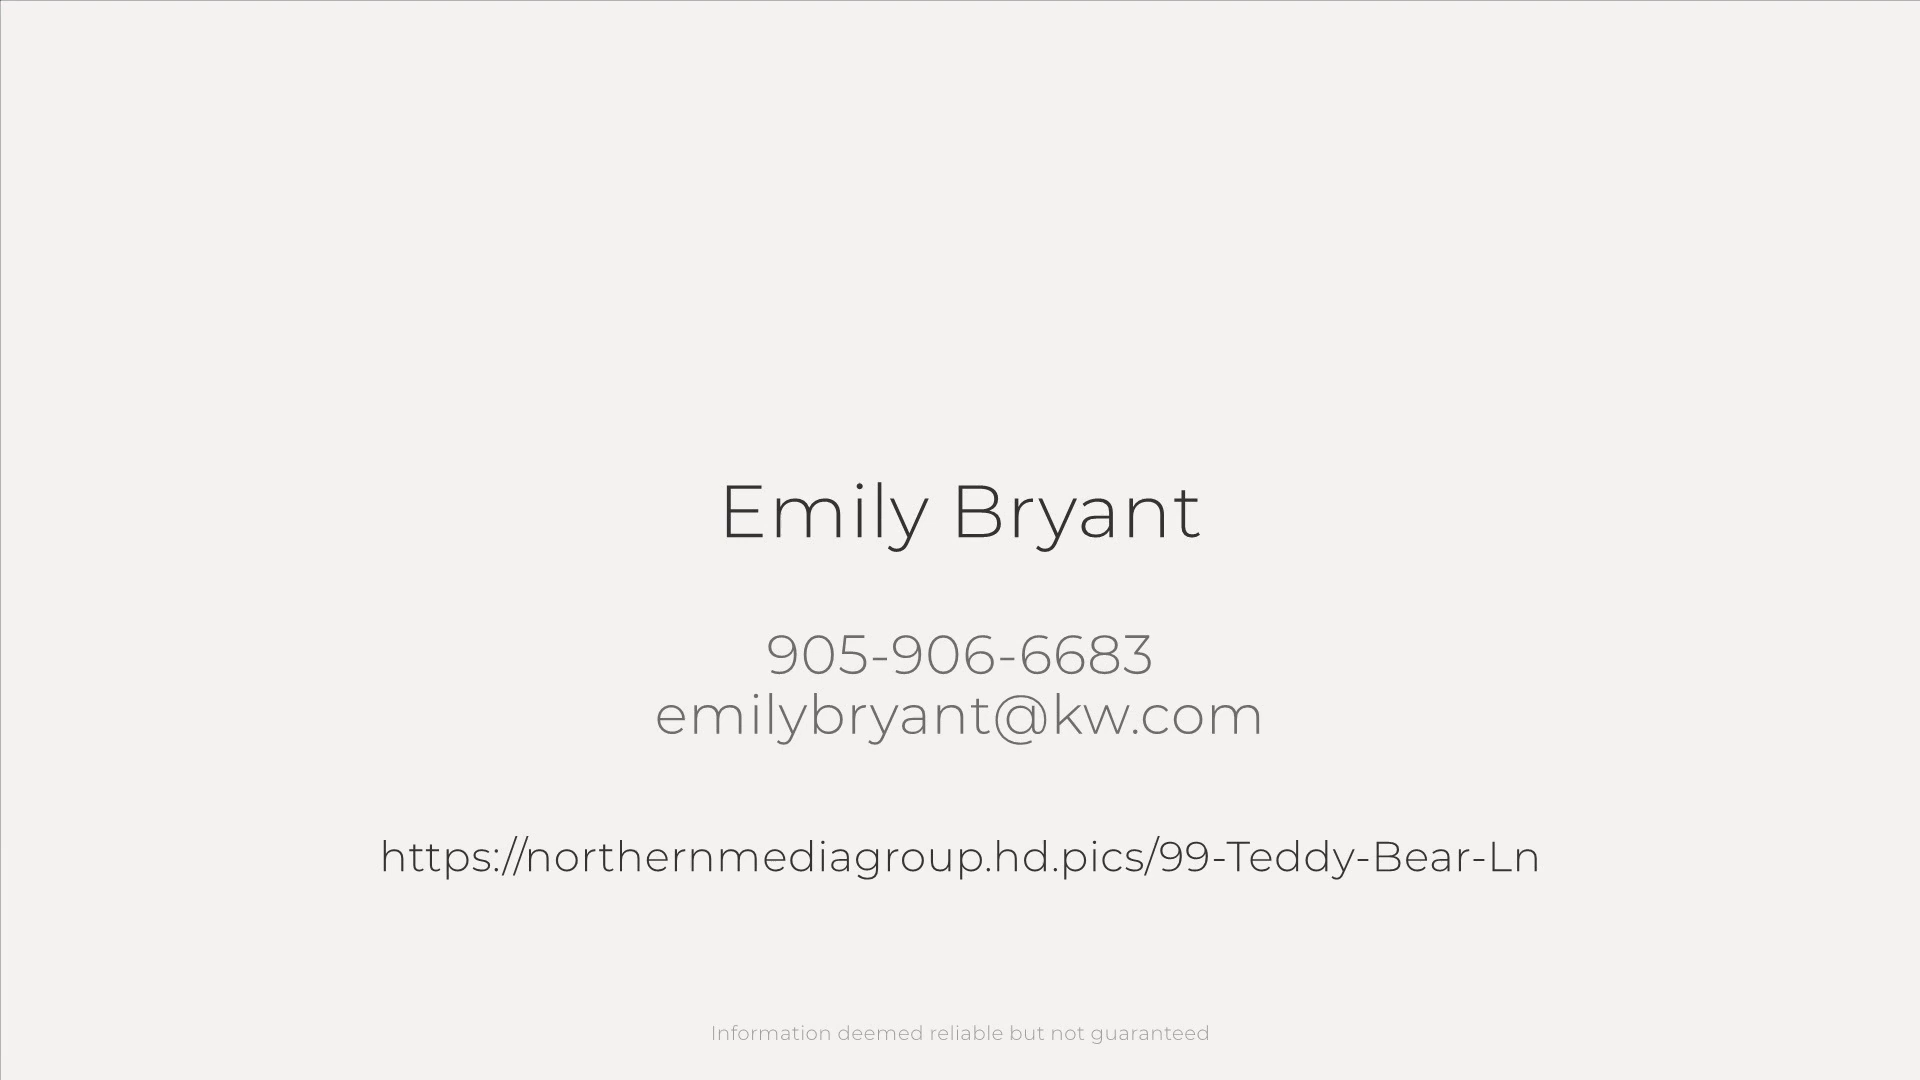 Emily Bryant
905-906-6683
emilybryant@kw.com
https://northernmediagroup.hd.pics/99-Teddy-Bear-Ln
Information deemed reliable but not guaranteed